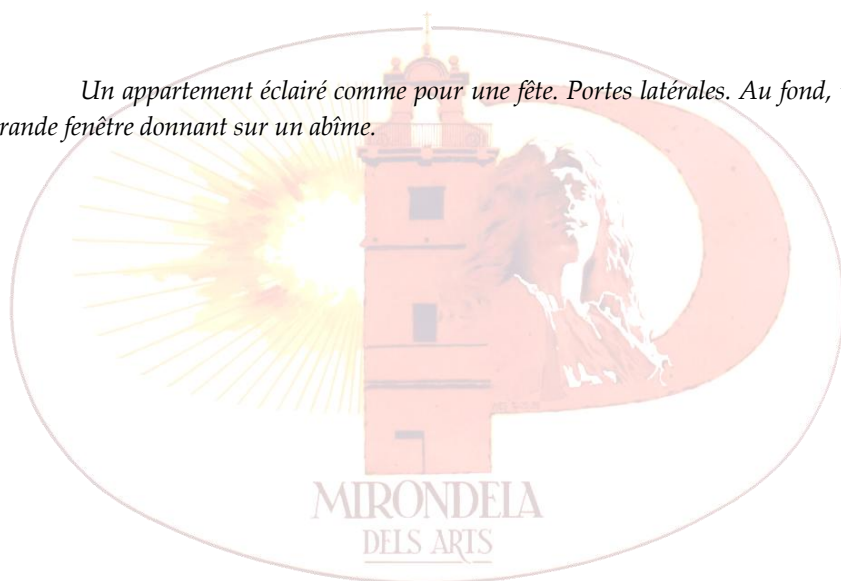 Un appartement éclairé comme pour une fête. Portes latérales. Au fond,
rande fenêtre donnant sur un abîme.
MIRONDELA
DELS ARTS